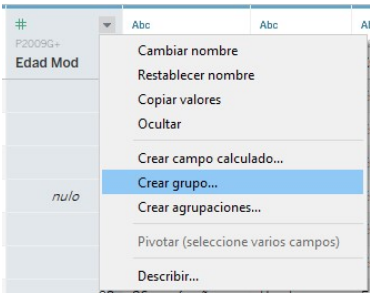 # Abc Abc
P2009G+
Edad Mod
Cambiar nombre
Restablecer nombre
Copiar valores
Ocultar
Crear campo calculado...
Crear grupo...
nulo
Crear agrupaciones...
Pivotar (seleccione varios campos)
Describir...